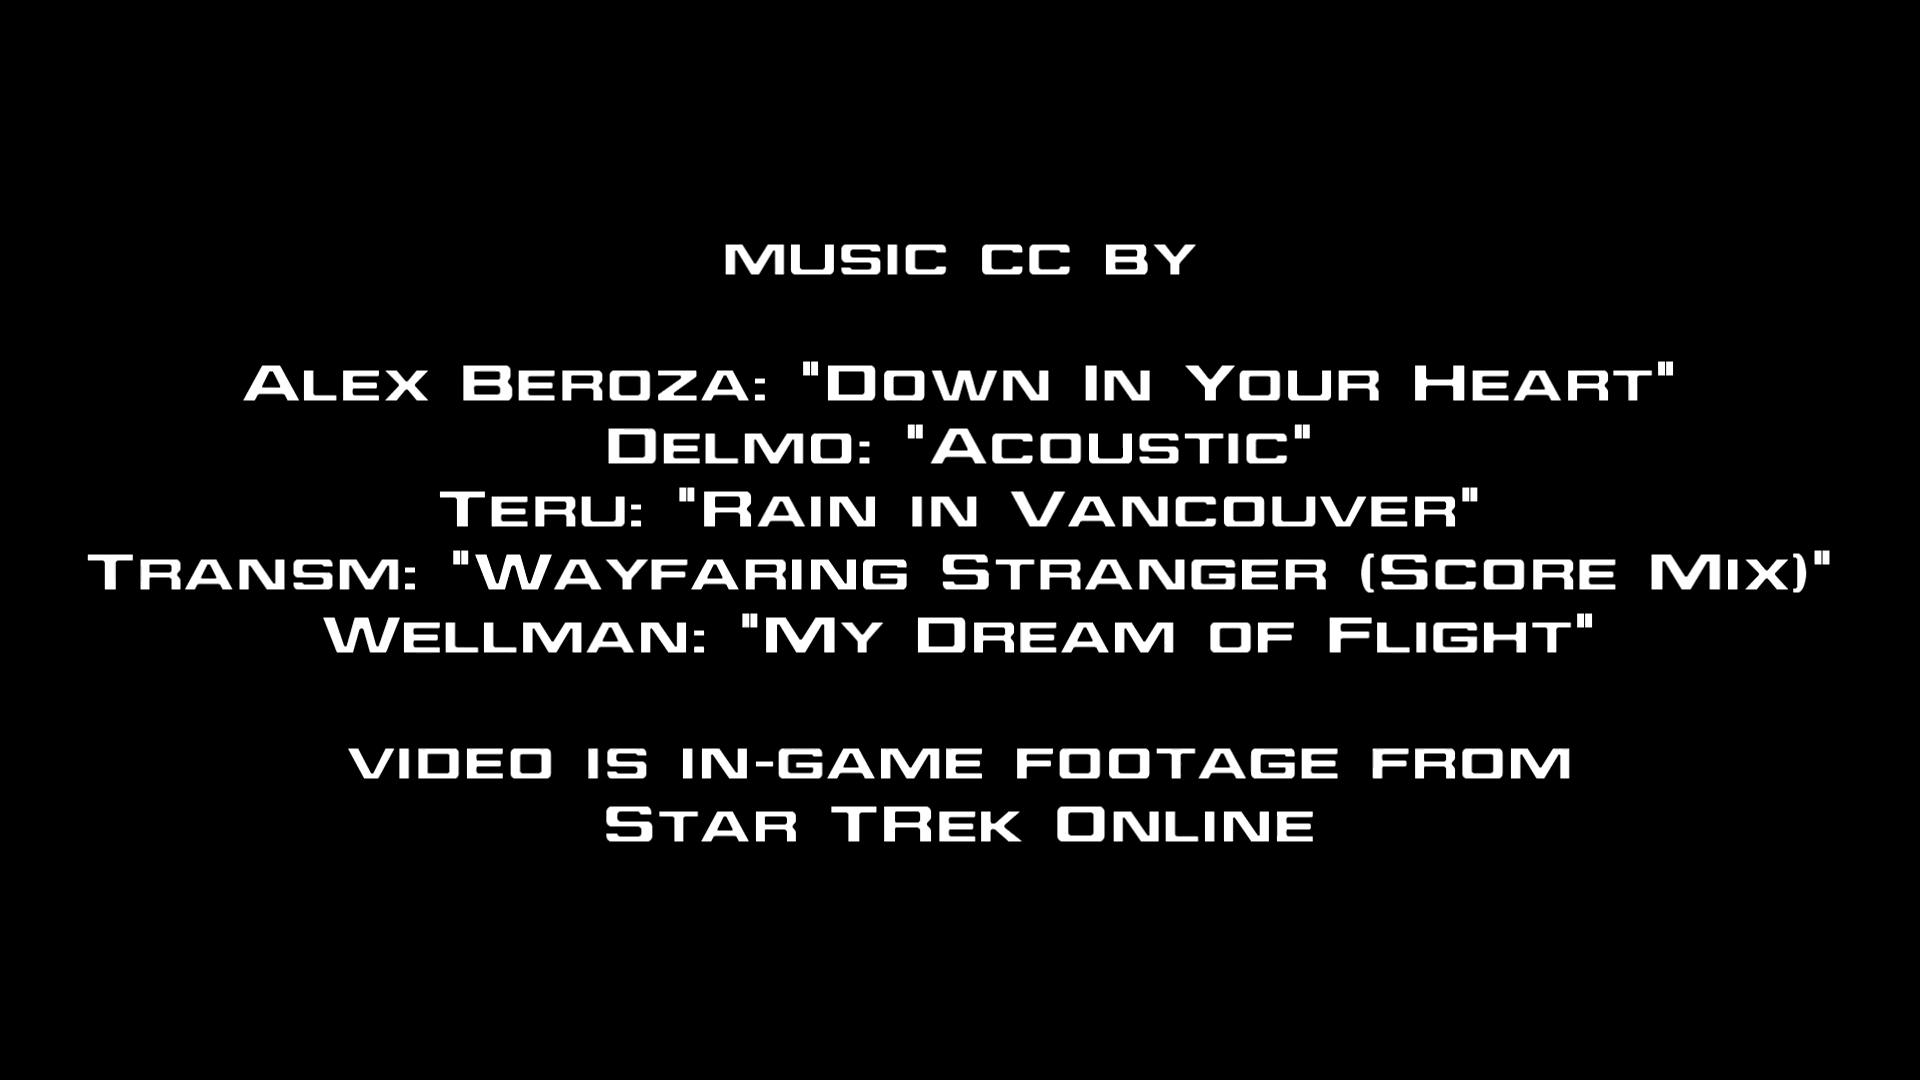 MUSIC CC BY
Alex Beroza: "Down In Your Heart"
Delmo: "Acoustic"
Teru: "Rain in Vancouver"
Transm: "Wayfaring Stranger (Score Mix)"
Wellman: "My Dream of Flight"
VIDEO IS IN-GAME FOOTAGE FROM
Star TRek Online